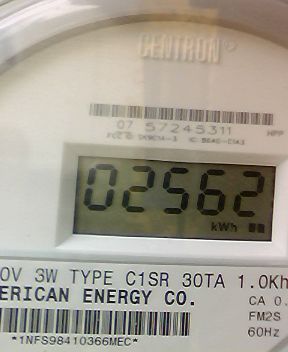 CENTRON®
07 57245311
HPP
02562
kWh
0V 3W TYPE C1SR 30TA 1.0Kh
ERICAN ENERGY CO.
CA 0.
FM2S
60Hz
*1NFS98410366MEC*